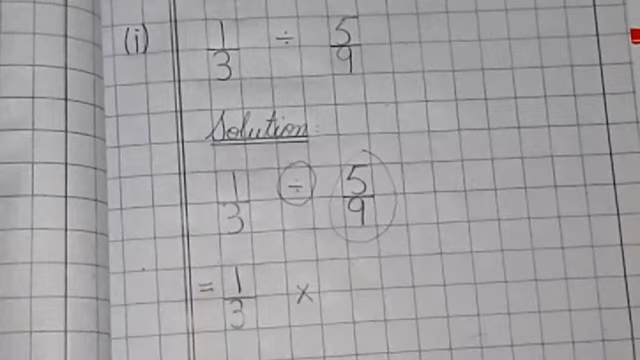 (i) 1/3 ÷ 5/9
Solution:
1/3 ÷ 5/9
= 1/3 ×